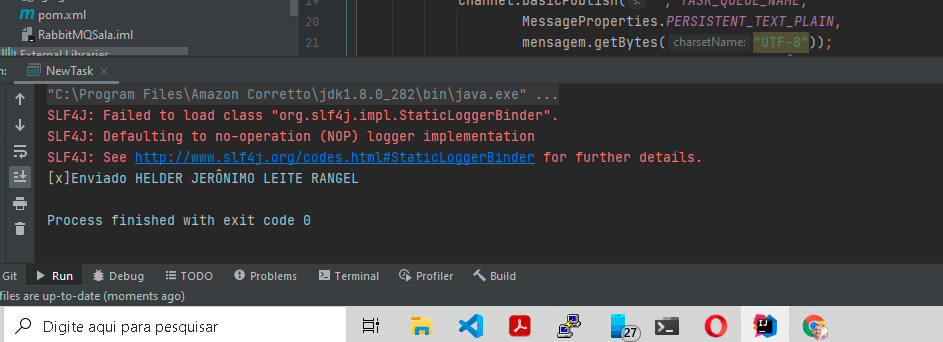 pom.xml
RabbitMQSala.iml
External Libraries
19
channel.basicPublish( s: "", TASK_QUEUE_NAME,
20
MessageProperties.PERSISTENT_TEXT_PLAIN,
21
mensagem.getBytes( charsetName: "UTF-8"));
n:
NewTask
"C:\Program Files\Amazon Corretto\jdk1.8.0_282\bin\java.exe" ...
SLF4J: Failed to load class "org.slf4j.impl.StaticLoggerBinder".
SLF4J: Defaulting to no-operation (NOP) logger implementation
SLF4J: See http://www.slf4j.org/codes.html#StaticLoggerBinder for further details.
[x]Enviado HELDER JERÔNIMO LEITE RANGEL
Process finished with exit code 0
Git
Run
Debug
TODO
Problems
Terminal
Profiler
Build
files are up-to-date (moments ago)
Digite aqui para pesquisar
27